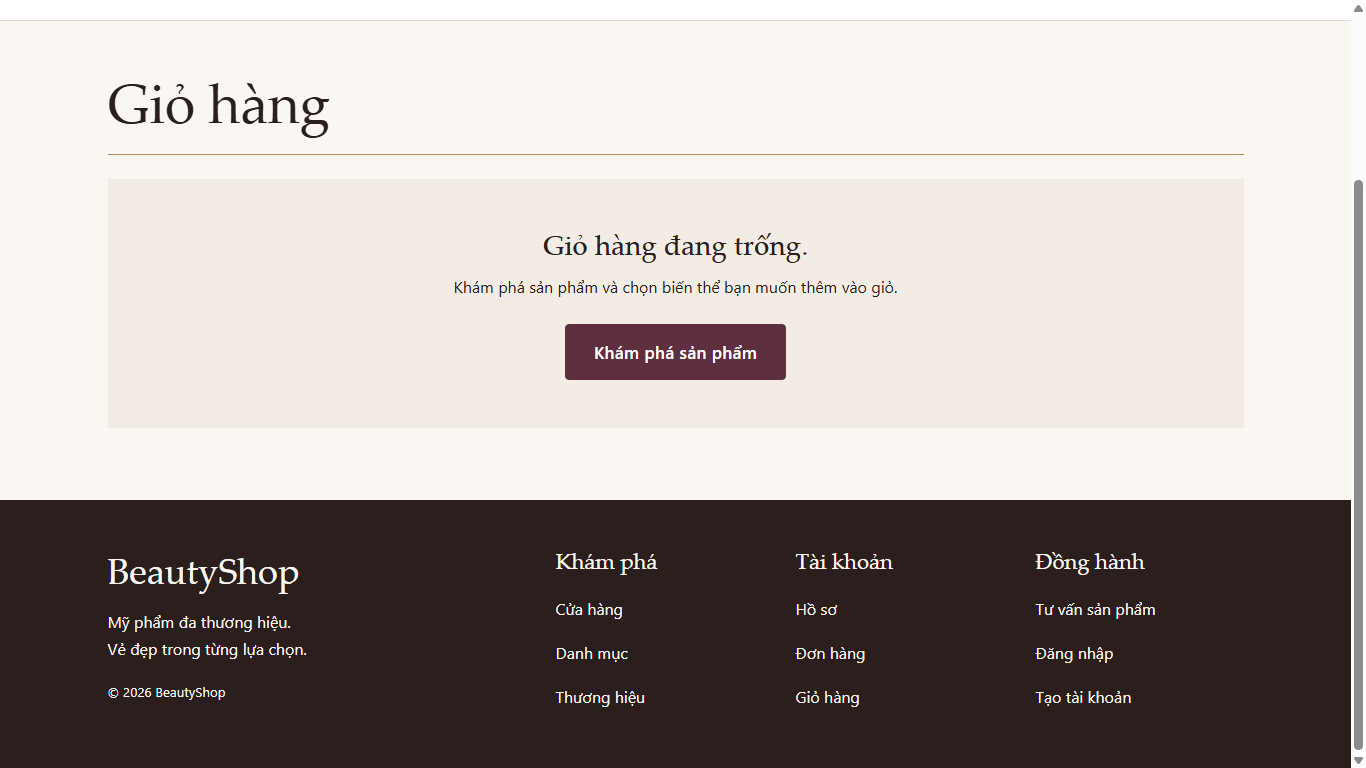 Giỏ hàng
Giỏ hàng đang trống.
Khám phá sản phẩm và chọn biến thể bạn muốn thêm vào giỏ.
Khám phá sản phẩm
BeautyShop
Mỹ phẩm đa thương hiệu.
Vẻ đẹp trong từng lựa chọn.
© 2026 BeautyShop
Khám phá
Cửa hàng
Danh mục
Thương hiệu
Tài khoản
Hồ sơ
Đơn hàng
Giỏ hàng
Đồng hành
Tư vấn sản phẩm
Đăng nhập
Tạo tài khoản